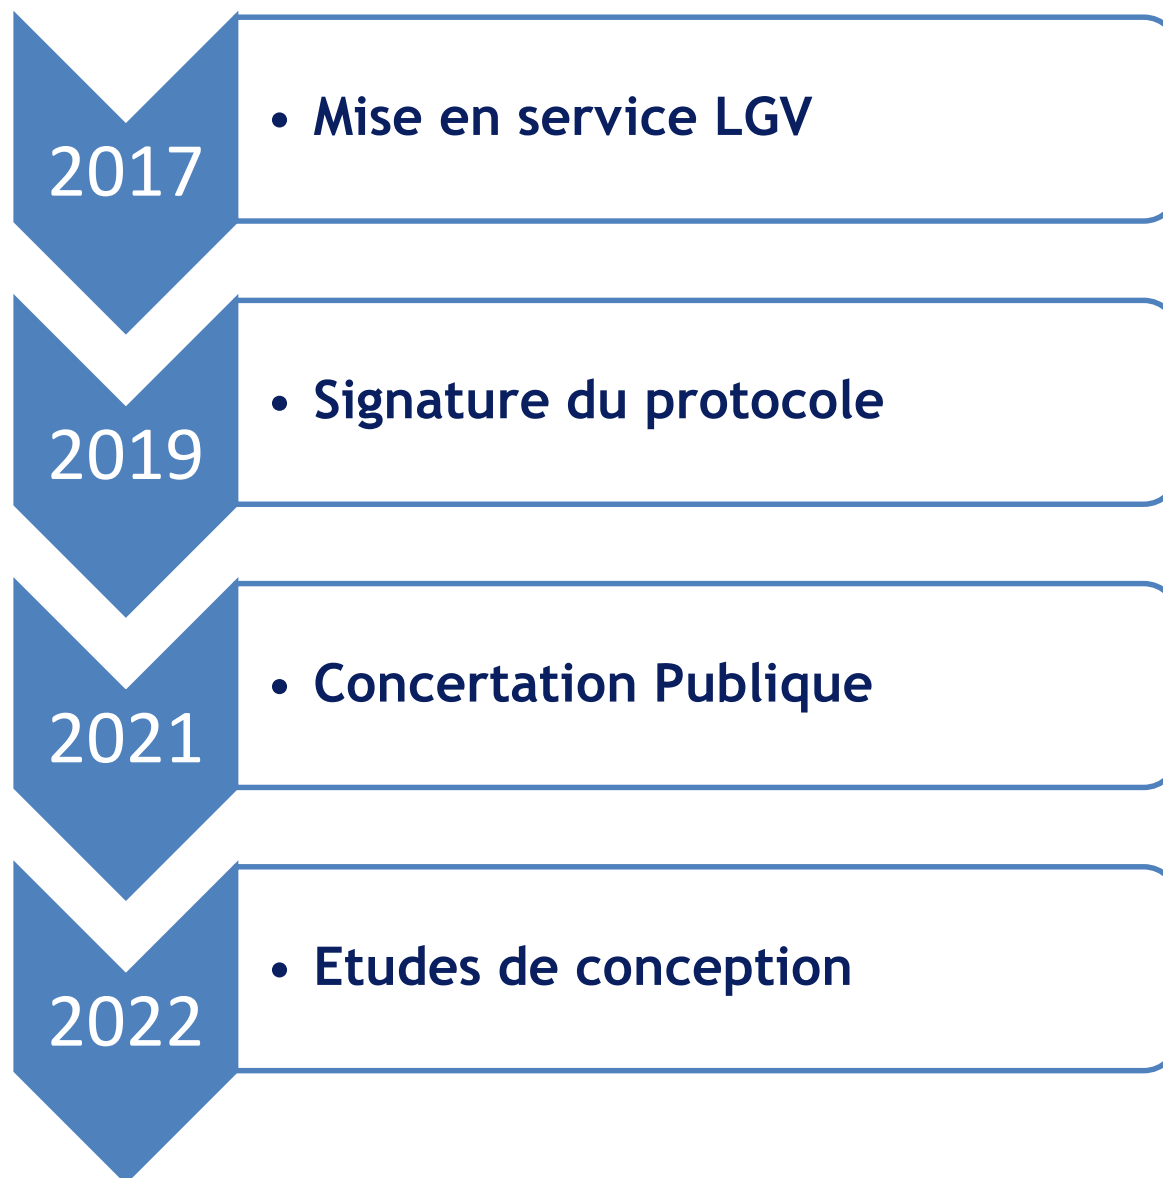 2017
• Mise en service LGV
2019
• Signature du protocole
2021
• Concertation Publique
2022
• Etudes de conception